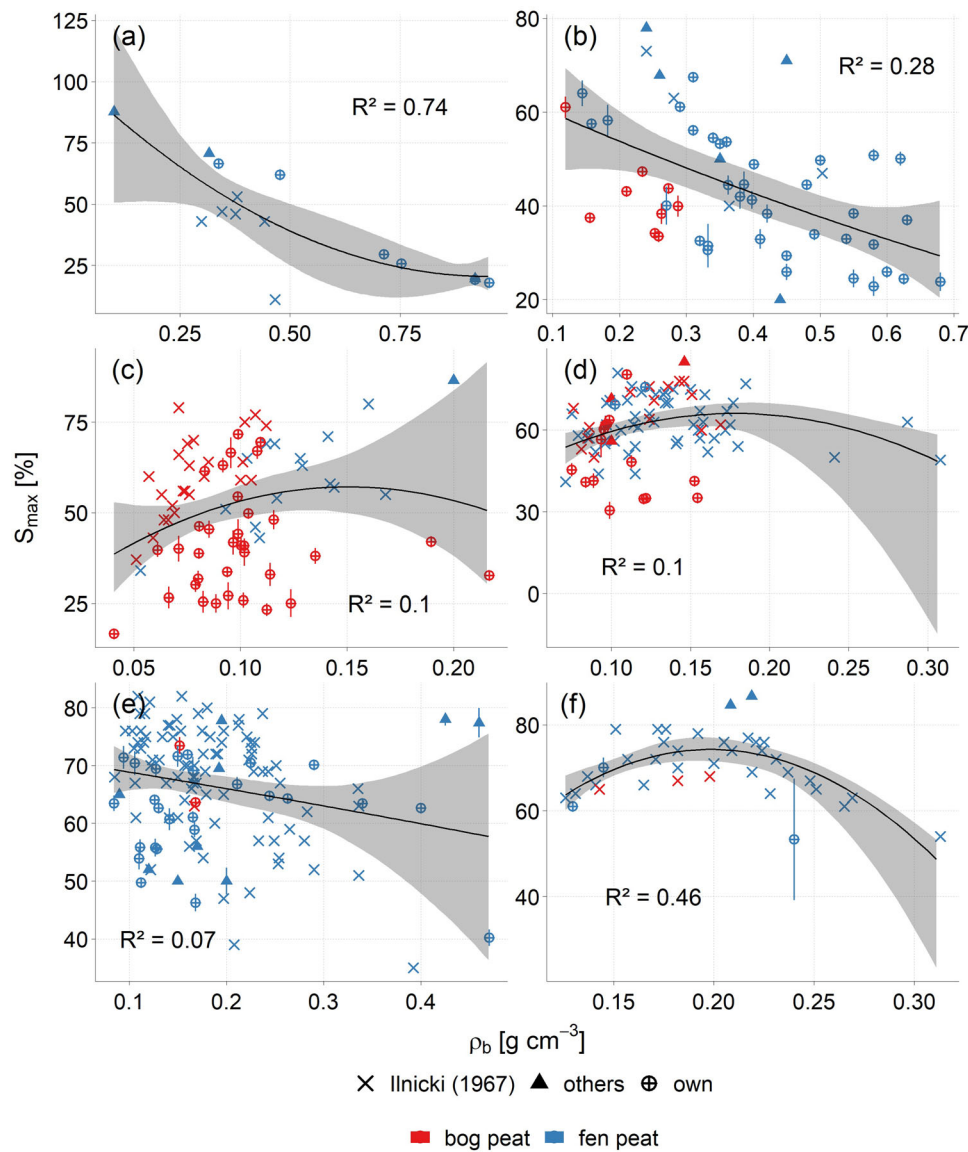 (a)
R² = 0.74
125
100
75
50
25
0.25 0.50 0.75
(b)
R² = 0.28
80
60
40
20
0.1 0.2 0.3 0.4 0.5 0.6 0.7
(c)
R² = 0.1
75
50
25
0.05 0.10 0.15 0.20
(d)
R² = 0.1
60
30
0
0.10 0.15 0.20 0.25 0.30
(e)
R² = 0.07
80
70
60
50
40
0.1 0.2 0.3 0.4
(f)
R² = 0.46
80
60
40
0.15 0.20 0.25 0.30
Smax [%]
ρb [g cm−3]
Ilnicki (1967) others own
bog peat fen peat